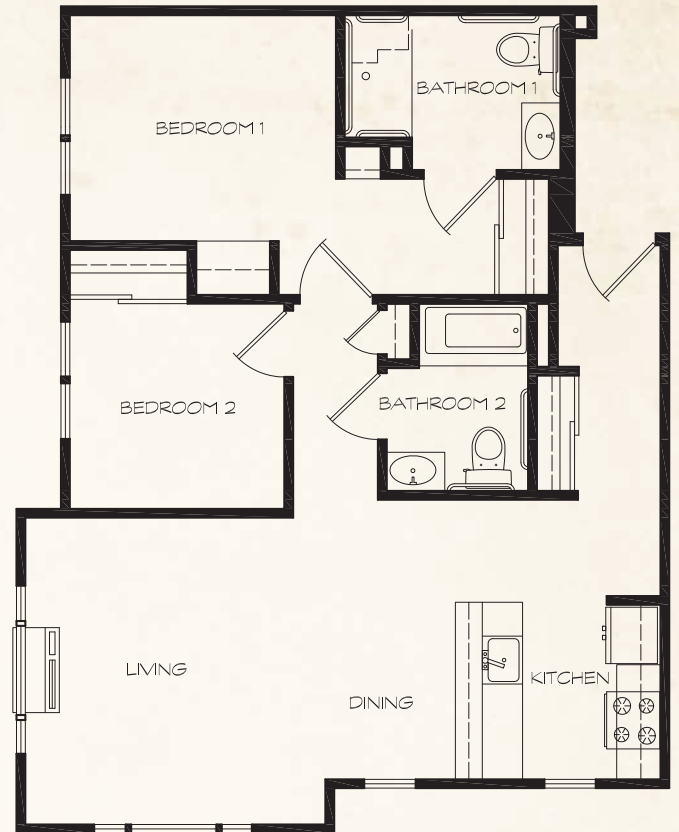 BATHROOM 1
BEDROOM 1
BATHROOM 2
BEDROOM 2
LIVING
KITCHEN
DINING